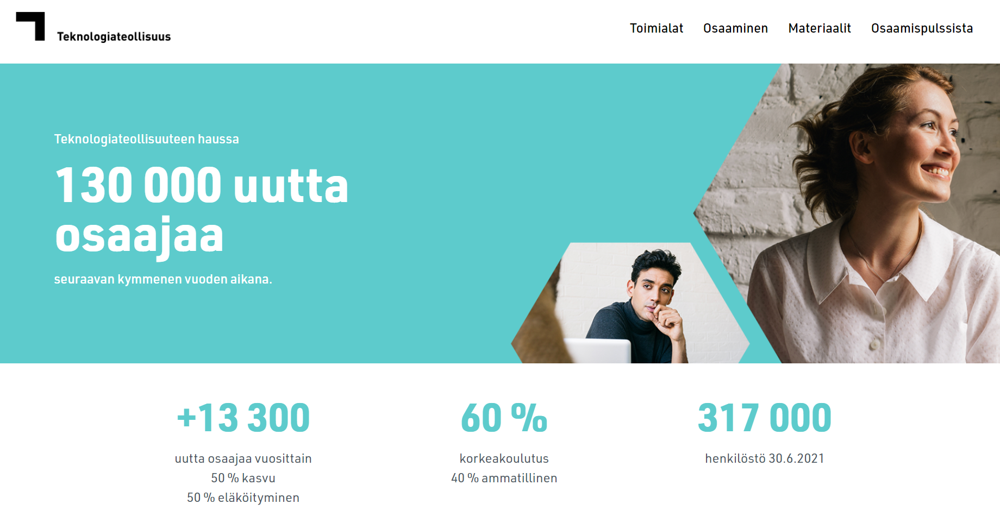 Teknologiateollisuus
Toimialat Osaaminen Materiaalit Osaamispulssista
Teknologiateollisuuteen haussa
130 000 uutta
osaajaa
seuraavan kymmenen vuoden aikana.
+13 300
uutta osaajaa vuosittain
50 % kasvu
50 % eläköityminen
60 %
korkeakoulutus
40 % ammatillinen
317 000
henkilöstö 30.6.2021